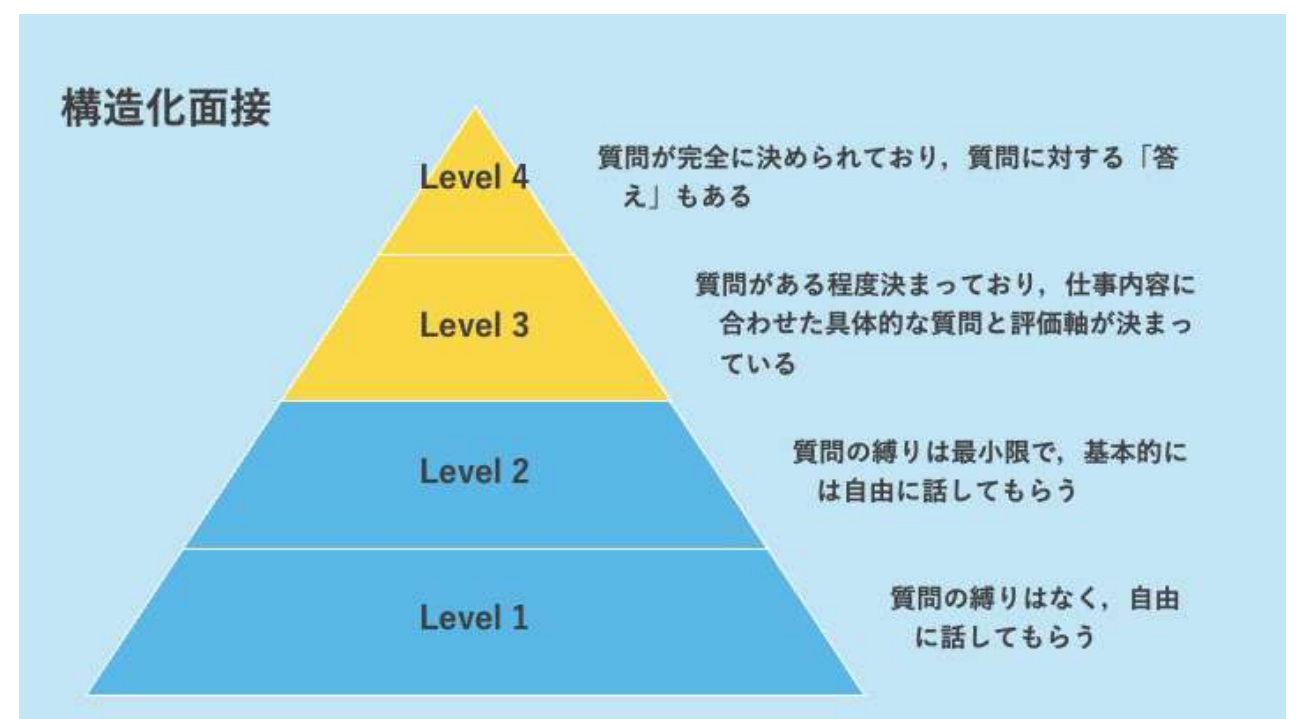 構造化面接
Level 4
質問が完全に決められており，質問に対する「答
え」もある
Level 3
質問がある程度決まっており，仕事内容に
合わせた具体的な質問と評価軸が決まっ
ている
Level 2
質問の縛りは最小限で，基本的に
は自由に話してもらう
Level 1
質問の縛りはなく，自由
に話してもらう